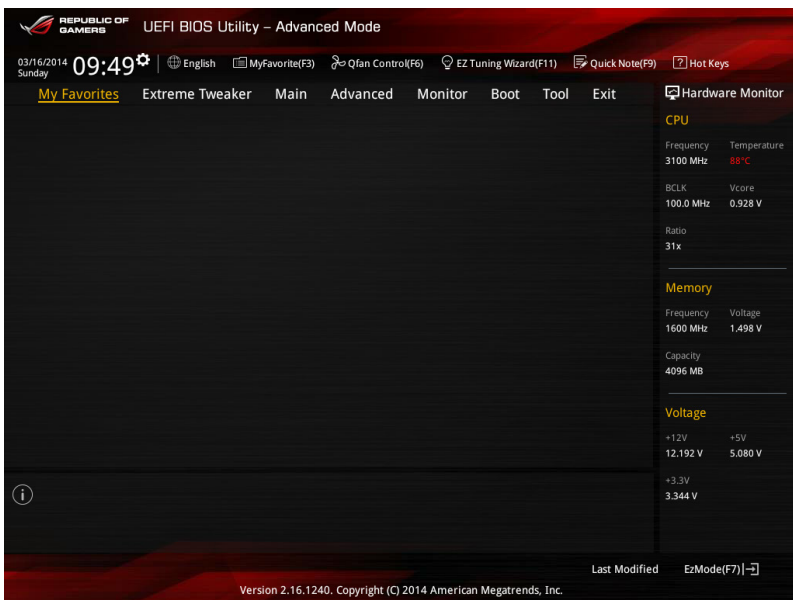 REPUBLIC OF
GAMERS
UEFI BIOS Utility – Advanced Mode
03/16/2014
Sunday
09:49
English
MyFavorite(F3)
Qfan Control(F6)
EZ Tuning Wizard(F11)
Quick Note(F9)
? Hot Keys
My Favorites Extreme Tweaker Main Advanced Monitor Boot Tool Exit
Hardware Monitor
CPU
Frequency Temperature
3100 MHz 88°C
BCLK Vcore
100.0 MHz 0.928 V
Ratio
31x
Memory
Frequency Voltage
1600 MHz 1.498 V
Capacity
4096 MB
Voltage
+12V +5V
12.192 V 5.080 V
+3.3V
3.344 V
i
Last Modified EzMode(F7)
Version 2.16.1240. Copyright (C) 2014 American Megatrends, Inc.